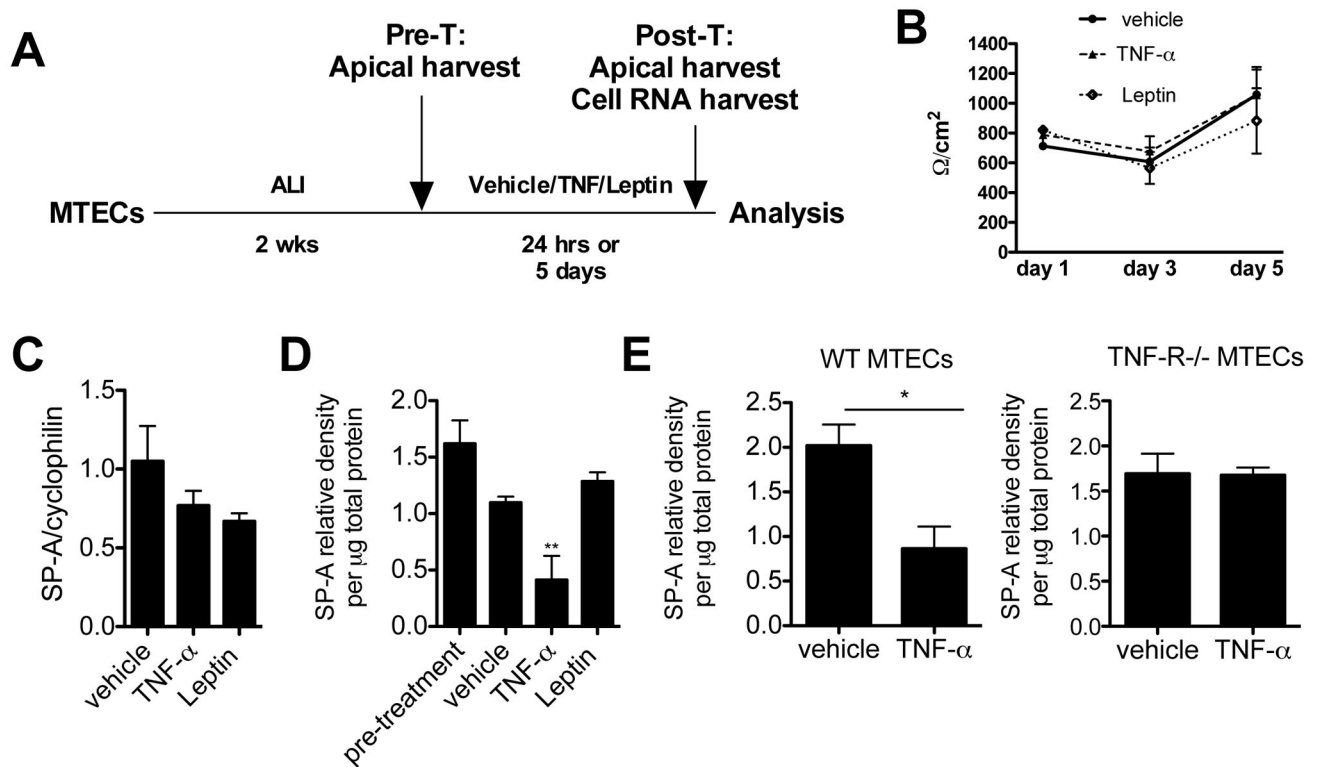 A
Pre-T:
Apical harvest
Post-T:
Apical harvest
Cell RNA harvest
ALI
Vehicle/TNF/Leptin
MTECs
Analysis
2 wks
24 hrs or
5 days
B
vehicle
TNF-α
Leptin
Ω/cm²
1400
1200
1000
800
600
400
200
0
day 1
day 3
day 5
C
SP-A/cyclophilin
1.5
1.0
0.5
0.0
vehicle
TNF-α
Leptin
D
SP-A relative density
per µg total protein
2.0
1.5
1.0
0.5
0.0
**
pre-treatment
vehicle
TNF-α
Leptin
E
WT MTECs
SP-A relative density
per µg total protein
2.5
2.0
1.5
1.0
0.5
0.0
*
vehicle
TNF-α
TNF-R-/- MTECs
SP-A relative density
per µg total protein
2.5
2.0
1.5
1.0
0.5
0.0
vehicle
TNF-α